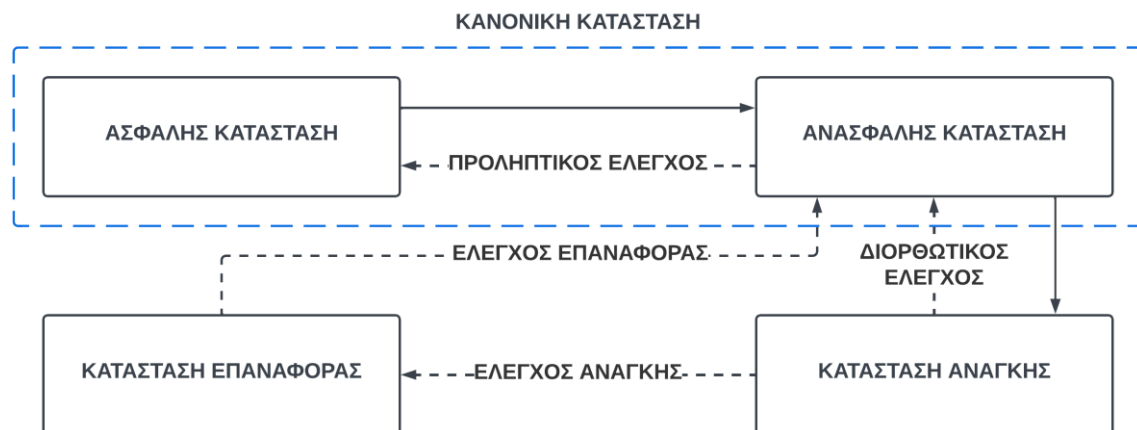 ΚΑΝΟΝΙΚΗ ΚΑΤΑΣΤΑΣΗ
ΑΣΦΑΛΗΣ ΚΑΤΑΣΤΑΣΗ
ΑΝΑΣΦΑΛΗΣ ΚΑΤΑΣΤΑΣΗ
ΠΡΟΛΗΠΤΙΚΟΣ ΕΛΕΓΧΟΣ
ΕΛΕΓΧΟΣ ΕΠΑΝΑΦΟΡΑΣ
ΔΙΟΡΘΩΤΙΚΟΣ
ΕΛΕΓΧΟΣ
ΚΑΤΑΣΤΑΣΗ ΕΠΑΝΑΦΟΡΑΣ
ΕΛΕΓΧΟΣ ΑΝΑΓΚΗΣ
ΚΑΤΑΣΤΑΣΗ ΑΝΑΓΚΗΣ